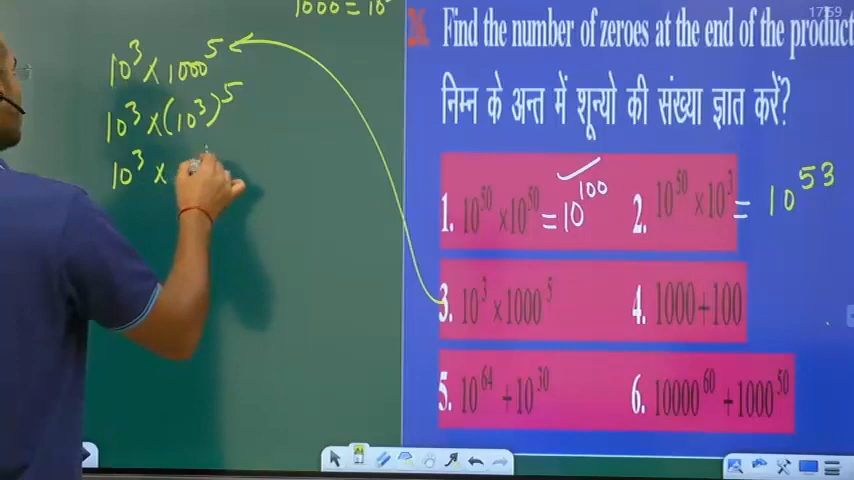 1000 = 10
10³ × 1000⁵
10³ × (10³)⁵
10³ ×
17:59
Find the number of zeroes at the end of the product
निम्न के अन्त में शून्यो की संख्या ज्ञात करें?
1. 10⁵⁰ × 10⁵⁰ = 10¹⁰⁰
2. 10⁵⁰ × 10³ = 10⁵³
3. 10³ × 1000⁵
4. 1000 + 100
5. 10⁶⁴ + 10³⁰
6. 10000⁶⁰ + 1000⁵⁰